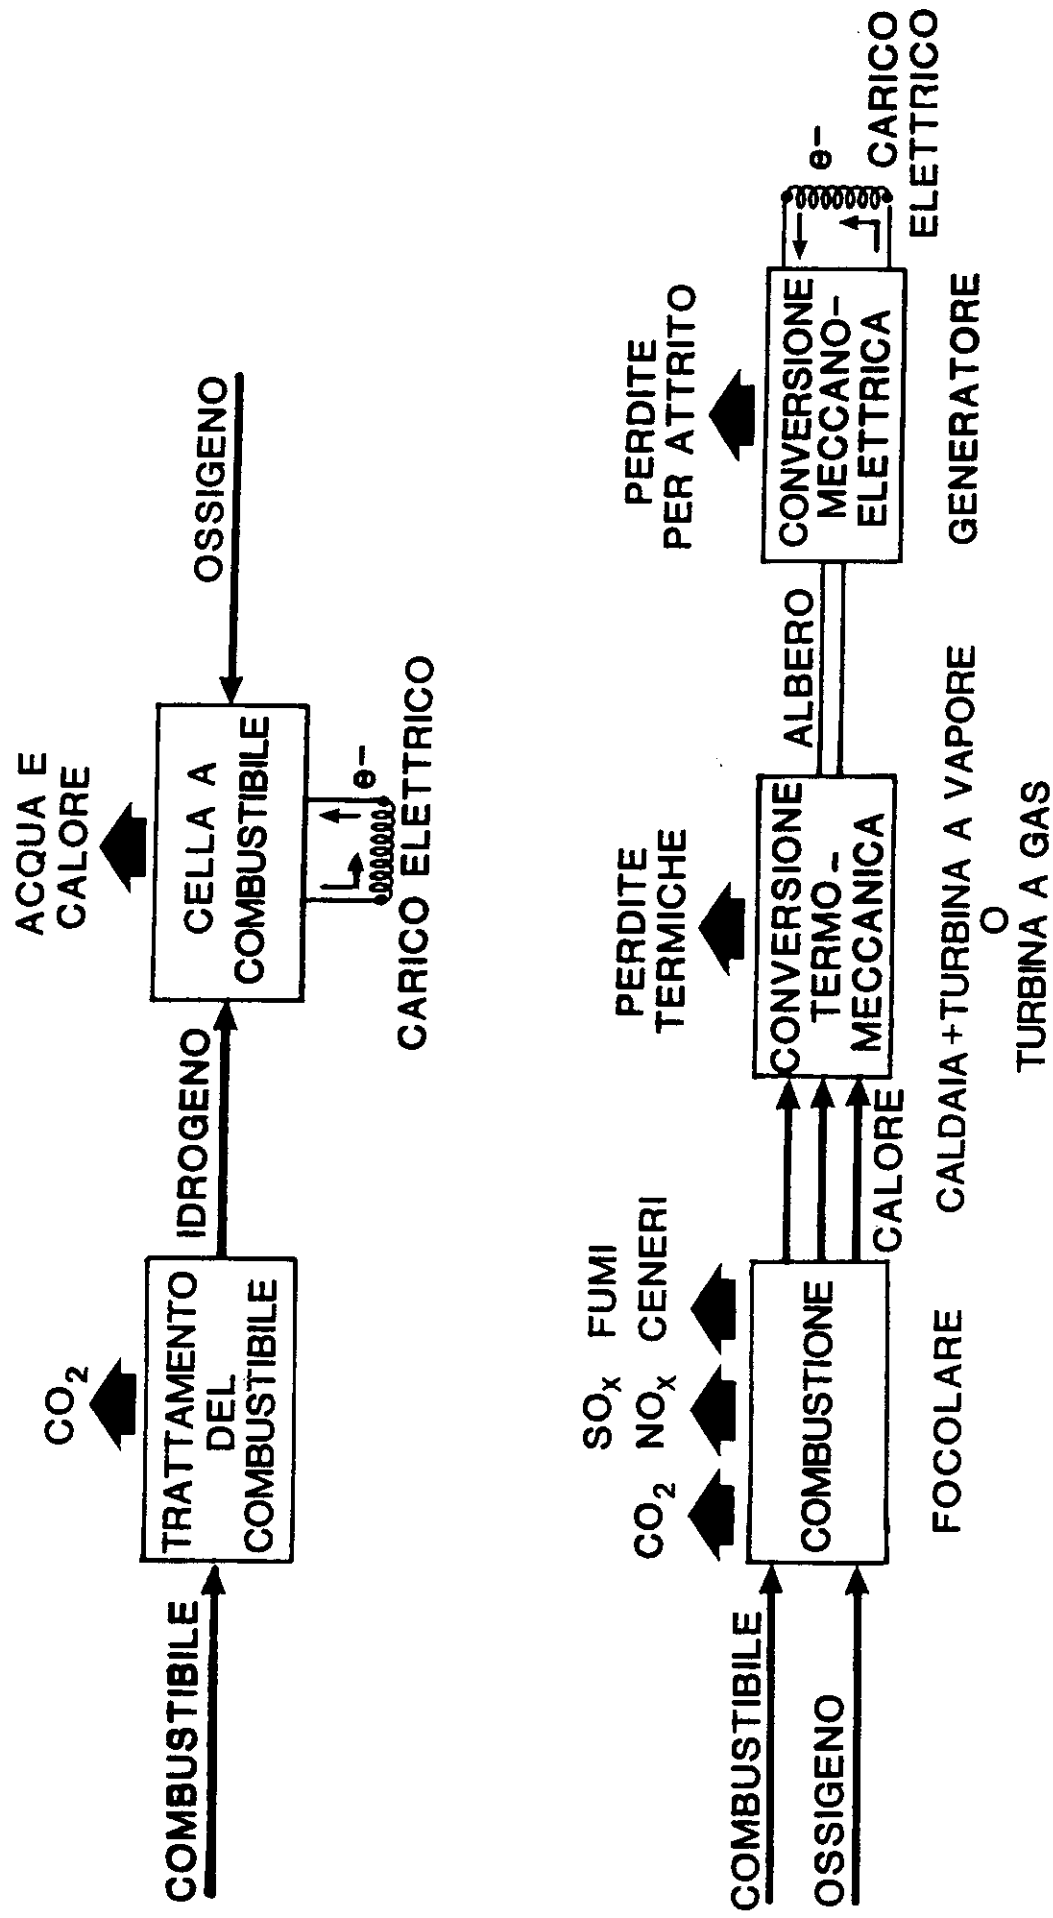 COMBUSTIBILE
CO2
TRATTAMENTO
DEL
COMBUSTIBILE
IDROGENO
ACQUA E
CALORE
CELLA A
COMBUSTIBILE
e-
CARICO ELETTRICO
OSSIGENO
COMBUSTIBILE
OSSIGENO
CO2
SOx
NOx
FUMI
CENERI
COMBUSTIONE
FOCOLARE
CALORE
PERDITE
TERMICHE
CONVERSIONE
TERMO-
MECCANICA
CALDAIA+TURBINA A VAPORE
O
TURBINA A GAS
ALBERO
PERDITE
PER ATTRITO
CONVERSIONE
MECCANO-
ELETTRICA
GENERATORE
e-
CARICO
ELETTRICO